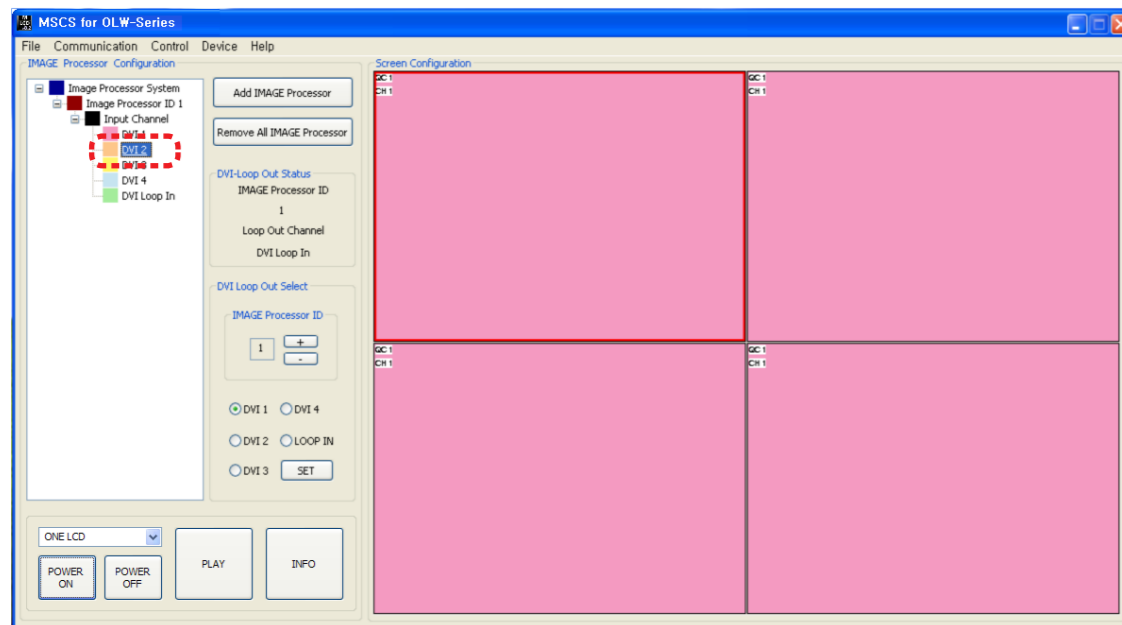 MSCS for OLW-Series
File Communication Control Device Help
IMAGE Processor Configuration
Image Processor System
Image Processor ID 1
Input Channel
DVI 1
DVI 2
DVI 3
DVI 4
DVI Loop In
Add IMAGE Processor
Remove All IMAGE Processor
DVI-Loop Out Status
IMAGE Processor ID
1
Loop Out Channel
DVI Loop In
DVI Loop Out Select
IMAGE Processor ID
1
+
-
DVI 1 DVI 4
DVI 2 LOOP IN
DVI 3 SET
ONE LCD
POWER ON
POWER OFF
PLAY
INFO
Screen Configuration
QC 1
CH 1
QC 1
CH 1
QC 1
CH 1
QC 1
CH 1